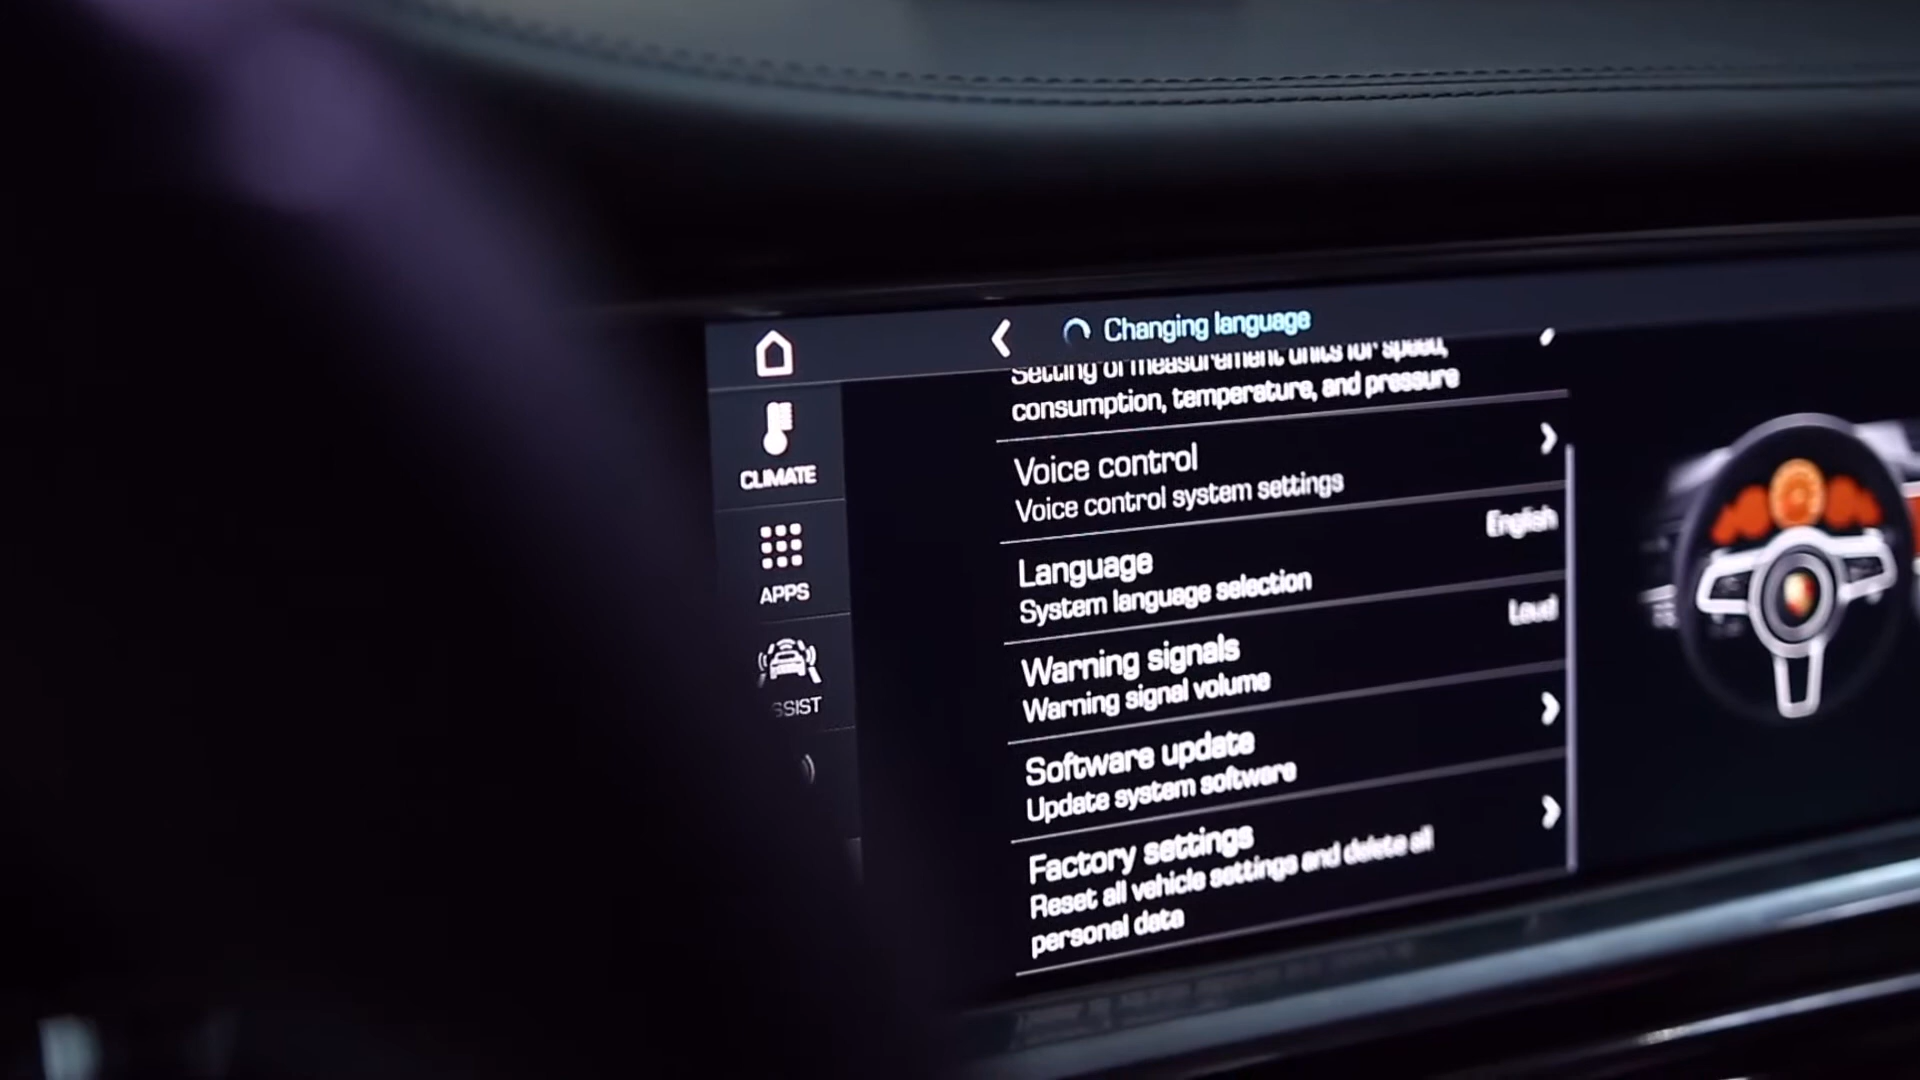 Changing language
CLIMATE
APPS
SSIST
Setting of measurement units for speed,
consumption, temperature, and pressure
Voice control
Voice control system settings
English
Language
System language selection
Loud
Warning signals
Warning signal volume
Software update
Update system software
Factory settings
Reset all vehicle settings and delete all
personal data